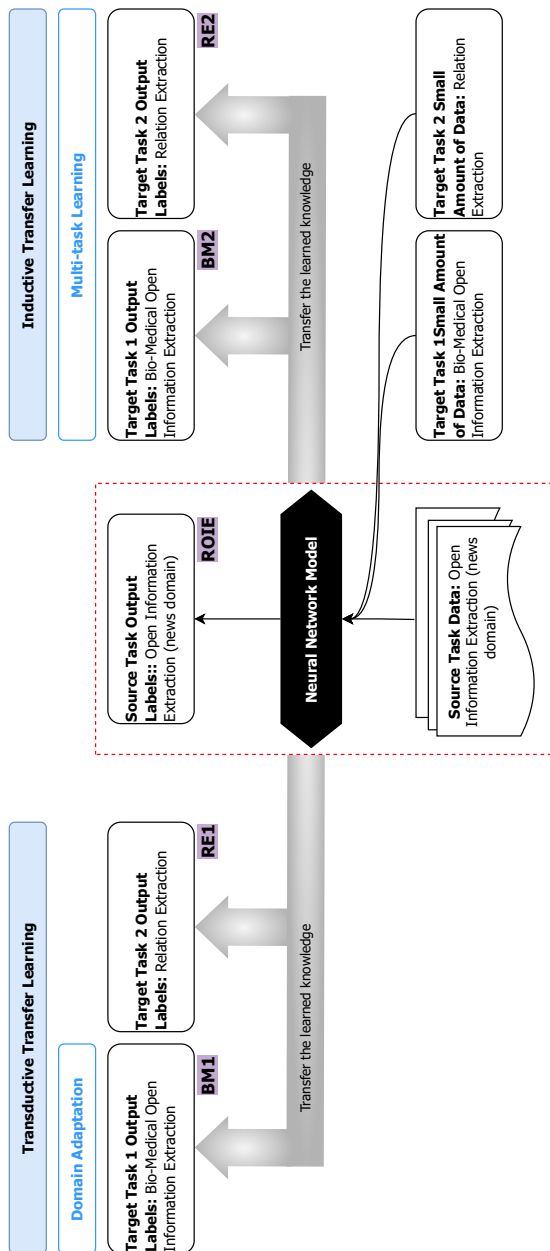 Transductive Transfer Learning
Inductive Transfer Learning
Domain Adaptation
Multi-task Learning
Target Task 1 Output
Labels: Bio-Medical Open
Information Extraction
BM1
Target Task 2 Output
Labels: Relation Extraction
RE1
Source Task Output
Labels:: Open Information
Extraction (news domain)
ROIE
Target Task 1 Output
Labels: Bio-Medical Open
Information Extraction
BM2
Target Task 2 Output
Labels: Relation Extraction
RE2
Transfer the learned knowledge
Neural Network Model
Transfer the learned knowledge
Source Task Data: Open
Information Extraction (news
domain)
Target Task 1Small Amount
of Data: Bio-Medical Open
Information Extraction
Target Task 2 Small
Amount of Data: Relation
Extraction